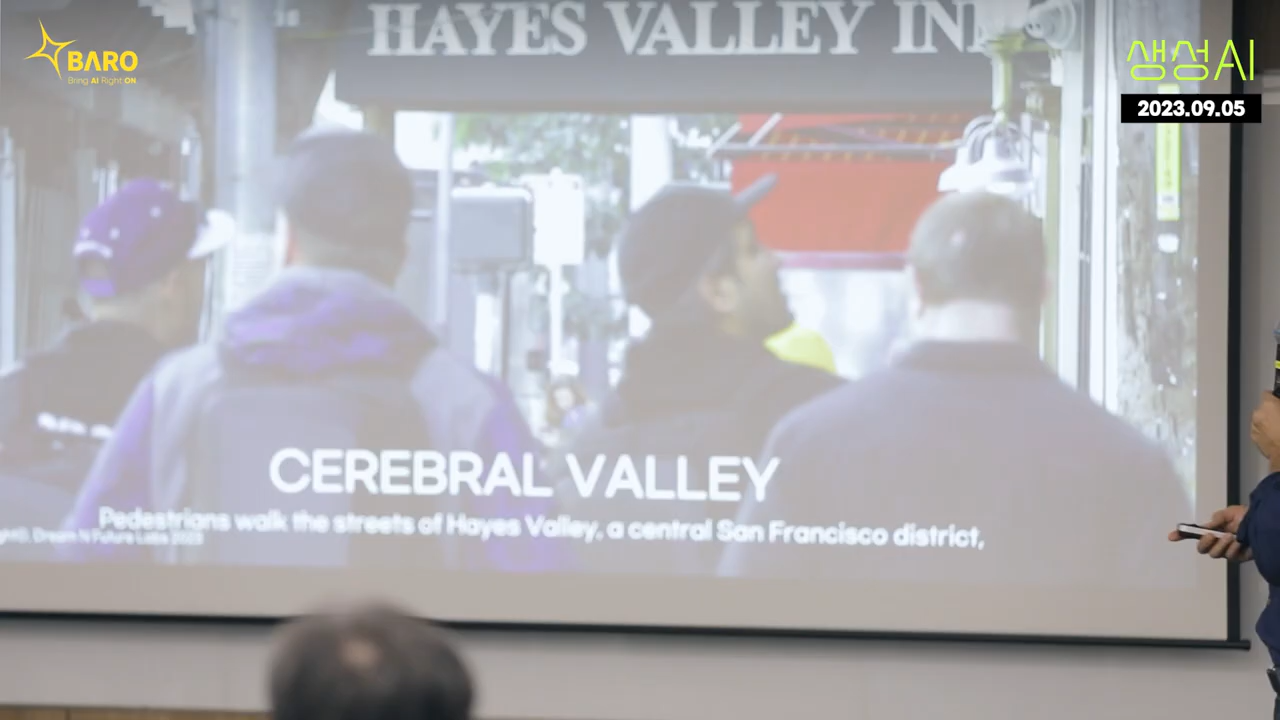 HAYES VALLEY INN
BARO
Bring AI Right ON
생성AI
2023.09.05
CEREBRAL VALLEY
Pedestrians walk the streets of Hayes Valley, a central San Francisco district,
Dream N Future Labs 2023